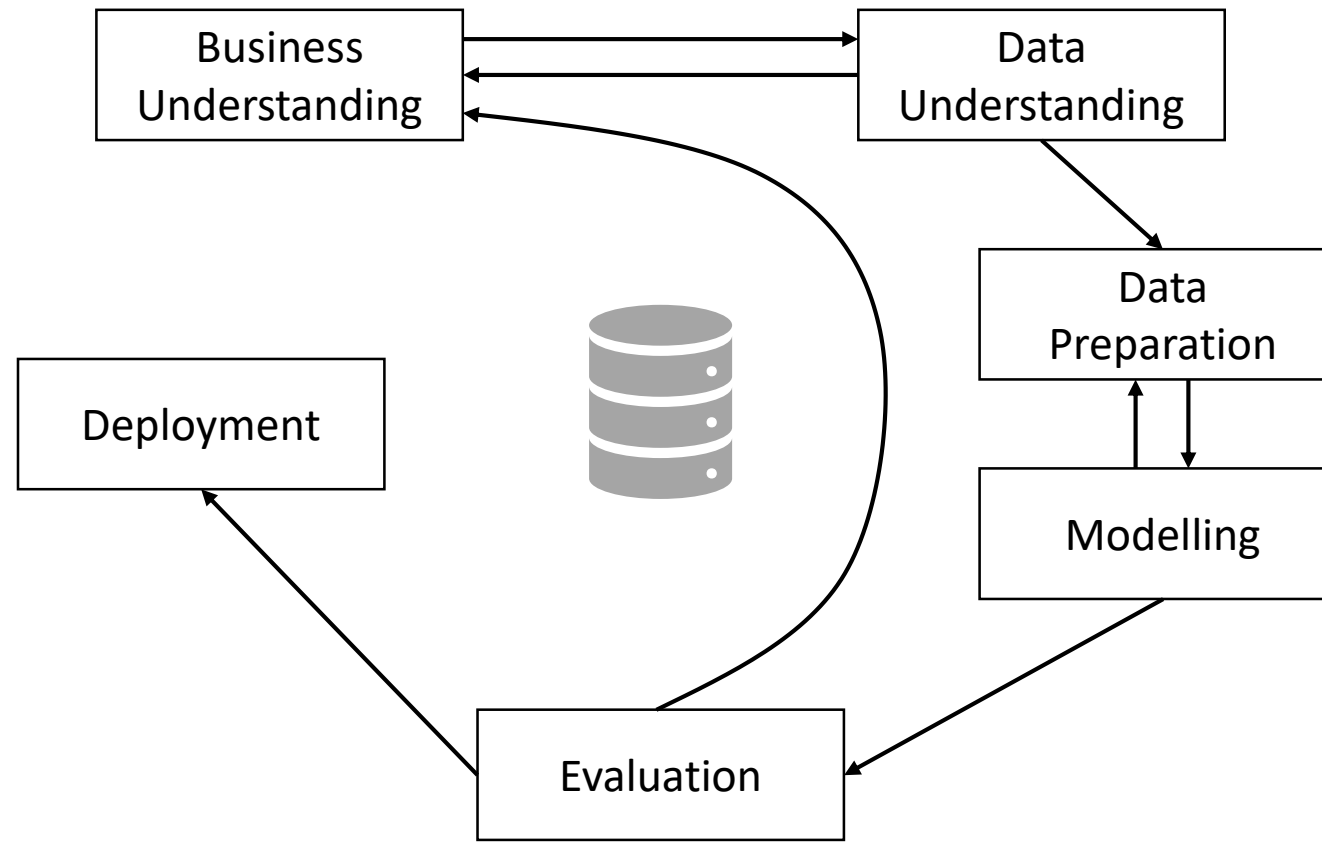 Business
Understanding
Data
Understanding
Data
Preparation
Deployment
Modelling
Evaluation